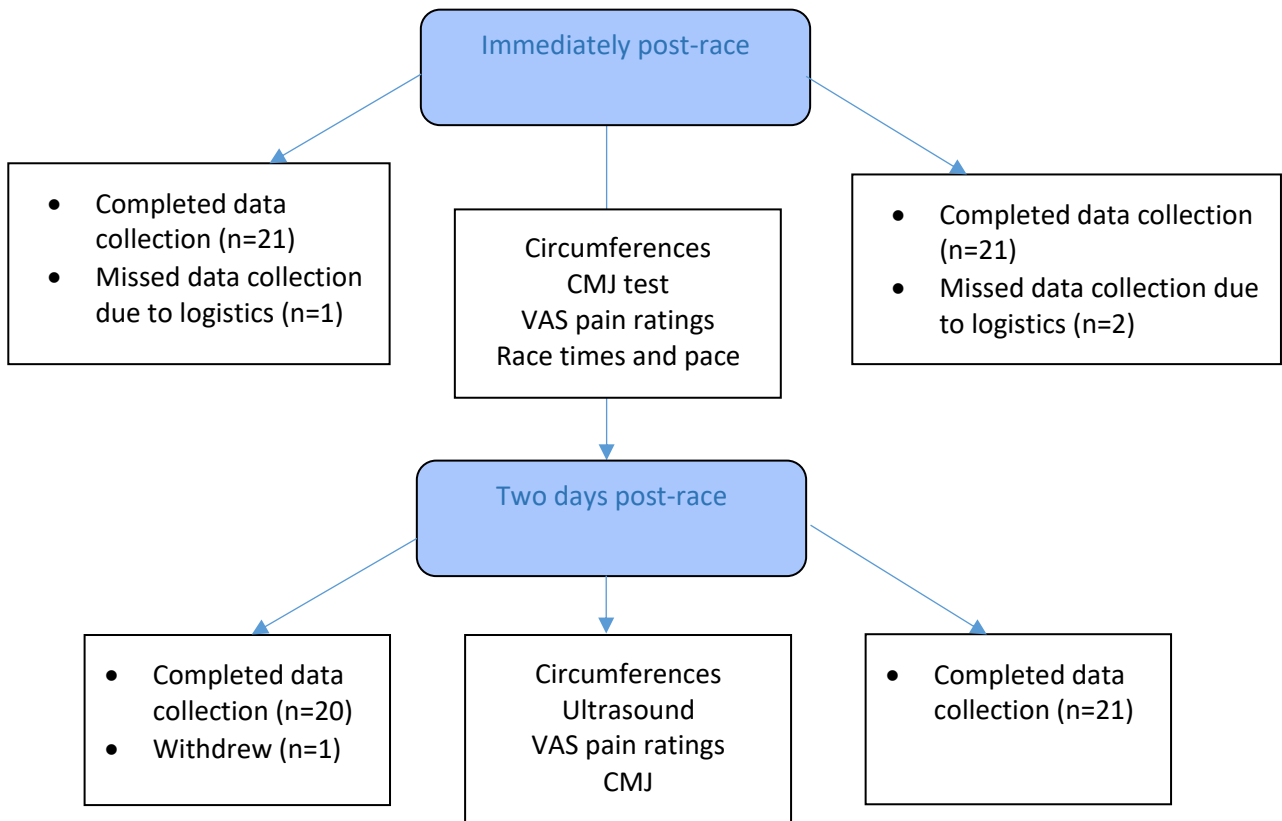 Immediately post-race
• Completed data
collection (n=21)
• Missed data collection
due to logistics (n=1)
Circumferences
CMJ test
VAS pain ratings
Race times and pace
• Completed data collection
(n=21)
• Missed data collection due
to logistics (n=2)
Two days post-race
• Completed data
collection (n=20)
• Withdrew (n=1)
Circumferences
Ultrasound
VAS pain ratings
CMJ
• Completed data
collection (n=21)